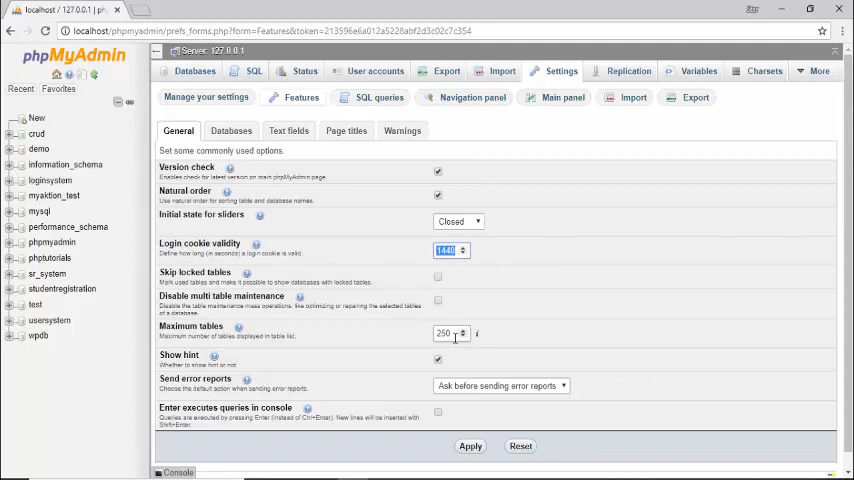 localhost / 127.0.0.1 | ph
localhost/phpmyadmin/prefs_forms.php?form=Features&token=213596e6a012a5228abf2d3c02c7c354
phpMyAdmin
Recent Favorites
New
crud
demo
information_schema
loginsystem
myaktion_test
mysql
performance_schema
phpmyadmin
phptutorials
sr_system
studentregistration
test
usersystem
wpdb
Server: 127.0.0.1
Databases SQL Status User accounts Export Import Settings Replication Variables Charsets More
Manage your settings Features SQL queries Navigation panel Main panel Import Export
General Databases Text fields Page titles Warnings
Set some commonly used options.
Version check
Enables check for latest version on main phpMyAdmin page.
Natural order
Use natural order for sorting table and database names.
Initial state for sliders
Closed
Login cookie validity
Define how long (in seconds) a login cookie is valid.
1440
Skip locked tables
Mark used tables and make it possible to show databases with locked tables.
Disable multi table maintenance
Disable the table maintenance mass operations, like optimizing or repairing the selected tables
of a database.
Maximum tables
Maximum number of tables displayed in table list.
250
Show hint
Whether to show hint or not.
Send error reports
Choose the default action when sending error reports.
Ask before sending error reports
Enter executes queries in console
Queries are executed by pressing Enter (instead of Ctrl+Enter). New lines will be inserted with
Shift+Enter.
Apply Reset
Console